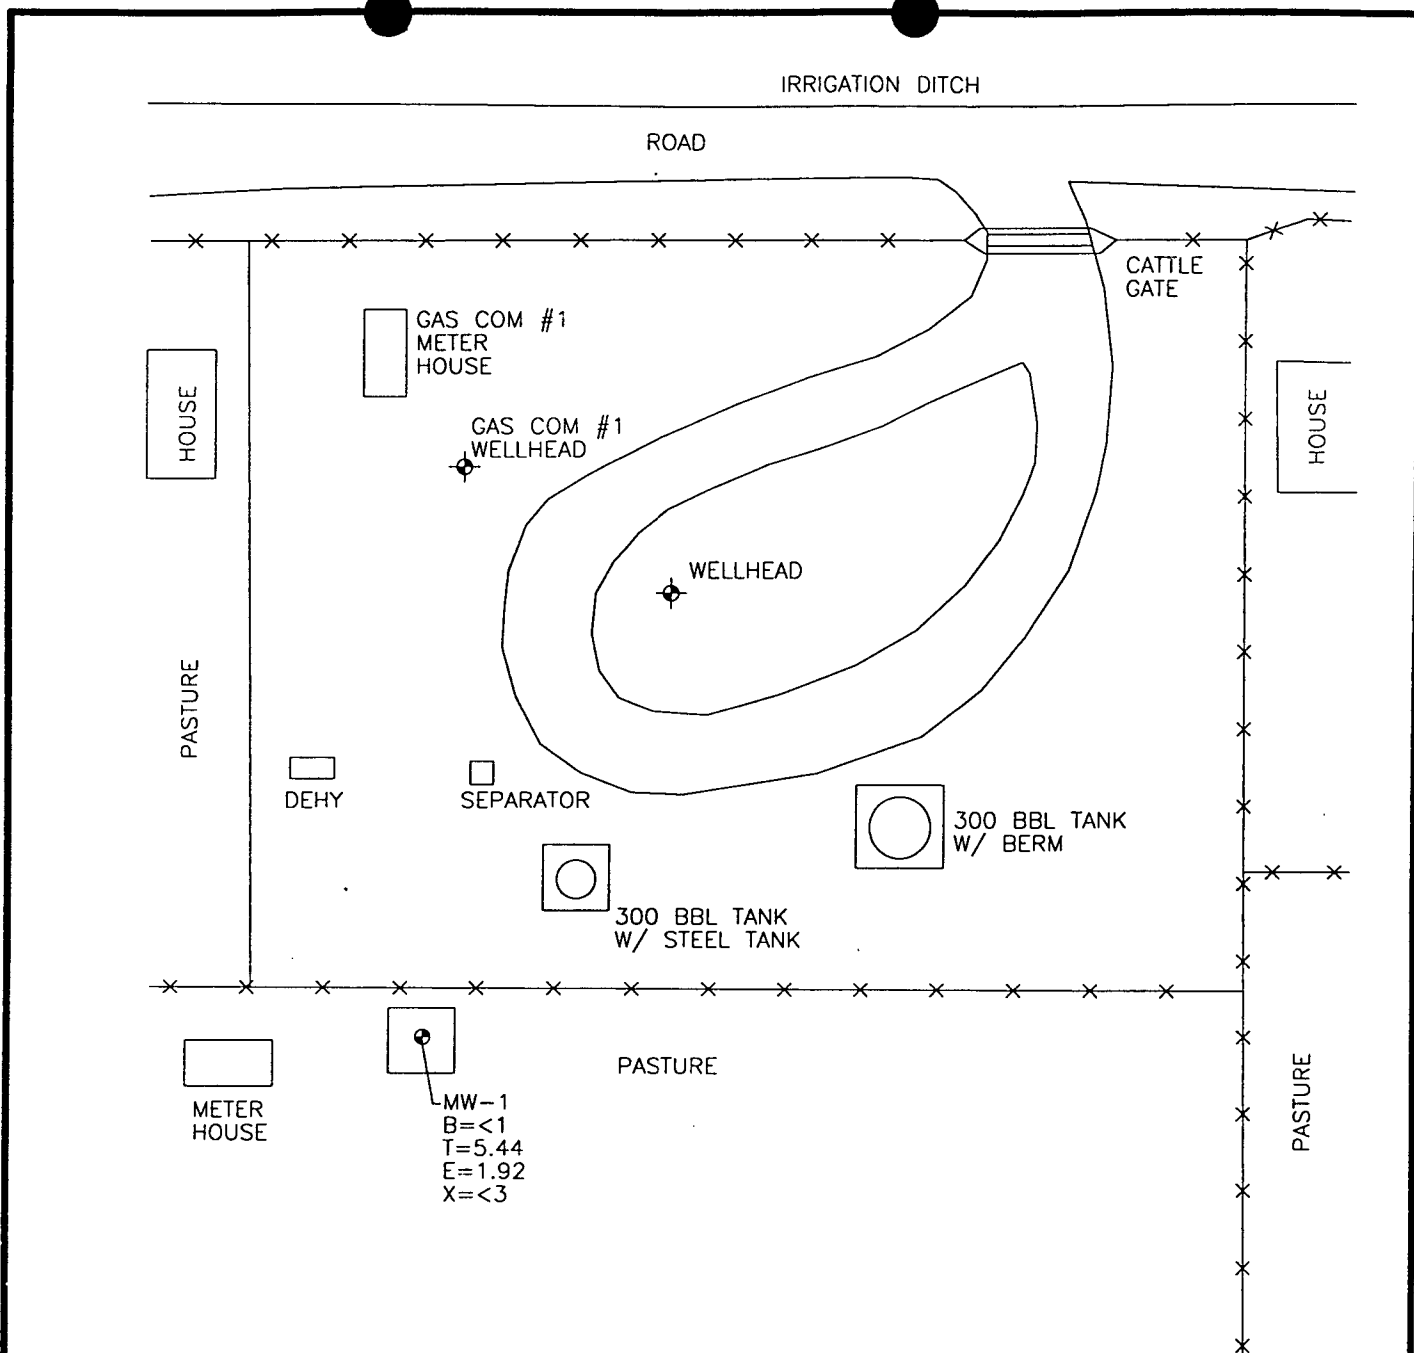 IRRIGATION DITCH
ROAD
CATTLE
GATE
GAS COM #1
METER
HOUSE
HOUSE
HOUSE
GAS COM #1
WELLHEAD
WELLHEAD
PASTURE
DEHY
SEPARATOR
300 BBL TANK
W/ BERM
300 BBL TANK
W/ STEEL TANK
PASTURE
METER
HOUSE
MW-1
B=<1
T=5.44
E=1.92
X=<3
PASTURE